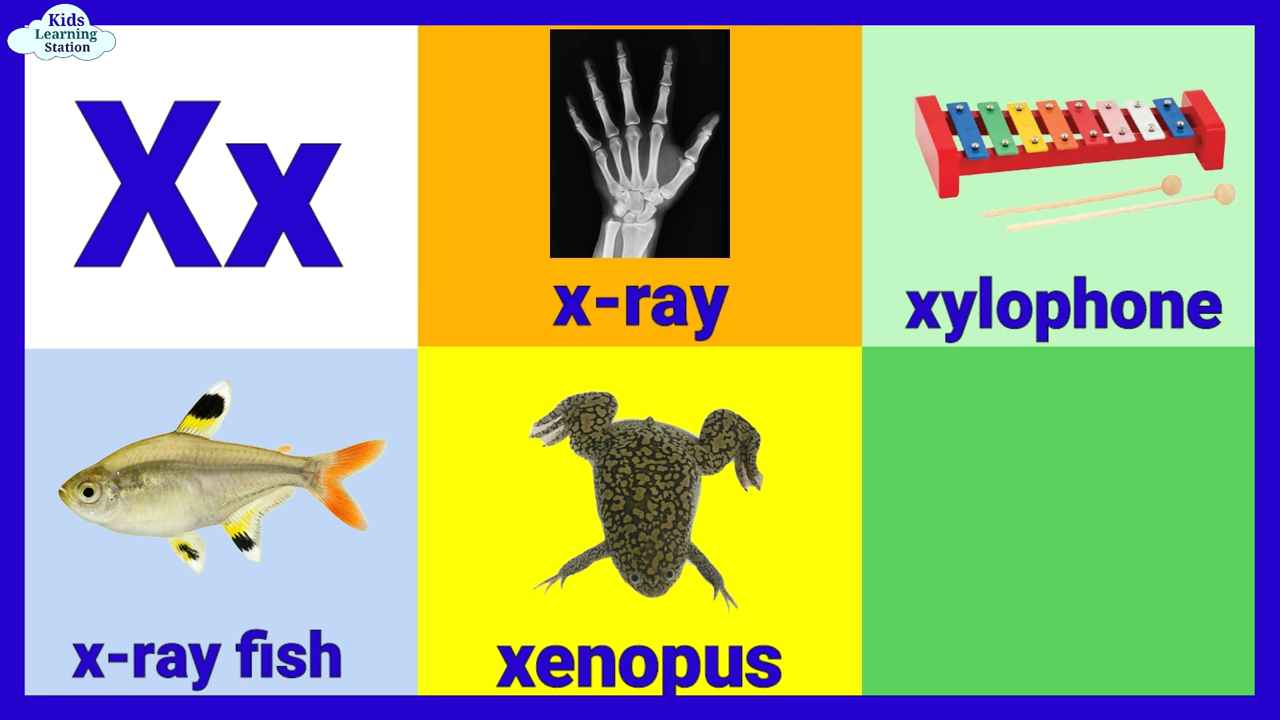 Kids
Learning
Station
Xx
x-ray
xylophone
x-ray fish
xenopus